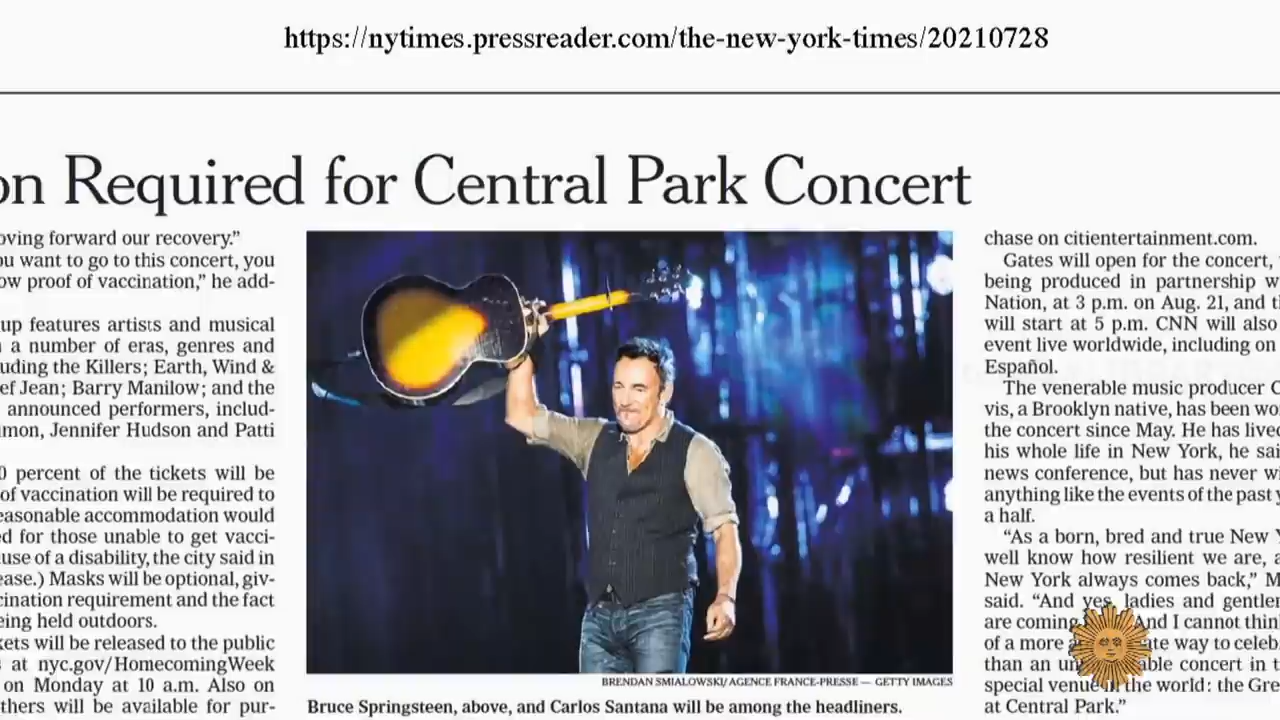 https://nytimes.pressreader.com/the-new-york-times/20210728
on Required for Central Park Concert
oving forward our recovery.”
ou want to go to this concert, you
ow proof of vaccination,” he add-
up features artists and musical
a number of eras, genres and
uding the Killers; Earth, Wind &
ef Jean; Barry Manilow; and the
announced performers, includ-
imon, Jennifer Hudson and Patti
0 percent of the tickets will be
of vaccination will be required to
easonable accommodation would
ed for those unable to get vacci-
use of a disability, the city said in
ease.) Masks will be optional, giv-
cination requirement and the fact
eing held outdoors.
kets will be released to the public
s at nyc.gov/HomecomingWeek
on Monday at 10 a.m. Also on
thers will be available for pur-
BRENDAN SMIALOWSKI/AGENCE FRANCE-PRESSE — GETTY IMAGES
Bruce Springsteen, above, and Carlos Santana will be among the headliners.
chase on citientertainment.com.
Gates will open for the concert,
being produced in partnership w
Nation, at 3 p.m. on Aug. 21, and t
will start at 5 p.m. CNN will also
event live worldwide, including on
Español.
The venerable music producer C
vis, a Brooklyn native, has been wo
the concert since May. He has lived
his whole life in New York, he sai
news conference, but has never wi
anything like the events of the past y
a half.
“As a born, bred and true New Y
well know how resilient we are, a
New York always comes back,” M
said. “And yes, ladies and gentlem
are coming And I cannot thin
of a more ate way to celeb
than an un able concert in t
special venue in the world: the Gre
at Central Park.”